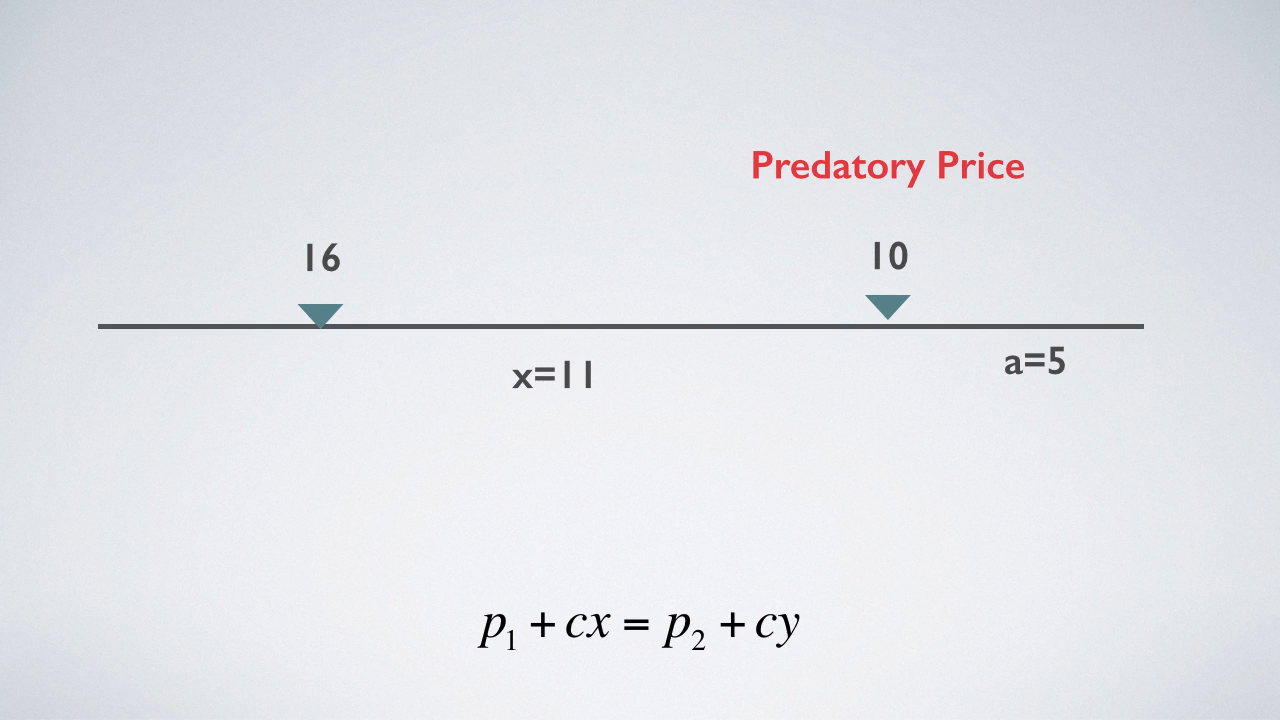 Predatory Price
16
10
x=11
a=5
p₁ + cx = p₂ + cy